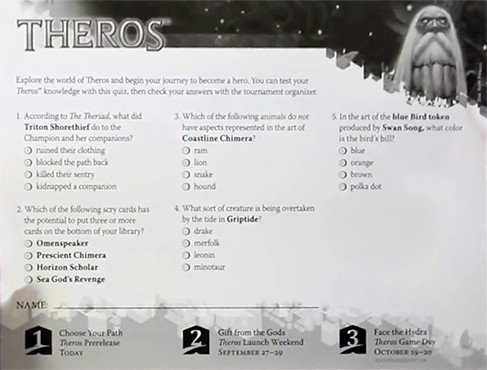 THEROS™
Explore the world of Theros and begin your journey to become a hero. You can test your
Theros™ knowledge with this quiz, then check your answers with the tournament organizer.
1. According to The Theriad, what did
Triton Shorethief do to the
Champion and her companions?
ruined their clothing
blocked the path back
killed their sentry
kidnapped a companion
2. Which of the following scry cards has
the potential to put three or more
cards on the bottom of your library?
Omenspeaker
Prescient Chimera
Horizon Scholar
Sea God's Revenge
3. Which of the following animals do not
have aspects represented in the art of
Coastline Chimera?
ram
lion
snake
hound
4. What sort of creature is being overtaken
by the tide in Griptide?
drake
merfolk
leonin
minotaur
5. In the art of the blue Bird token
produced by Swan Song, what color
is the bird's bill?
blue
orange
brown
polka dot
NAME
1
Choose Your Path
Theros Prerelease
TODAY
2
Gift from the Gods
Theros Launch Weekend
SEPTEMBER 27–29
3
Face the Hydra
Theros Game Day
OCTOBER 19–20